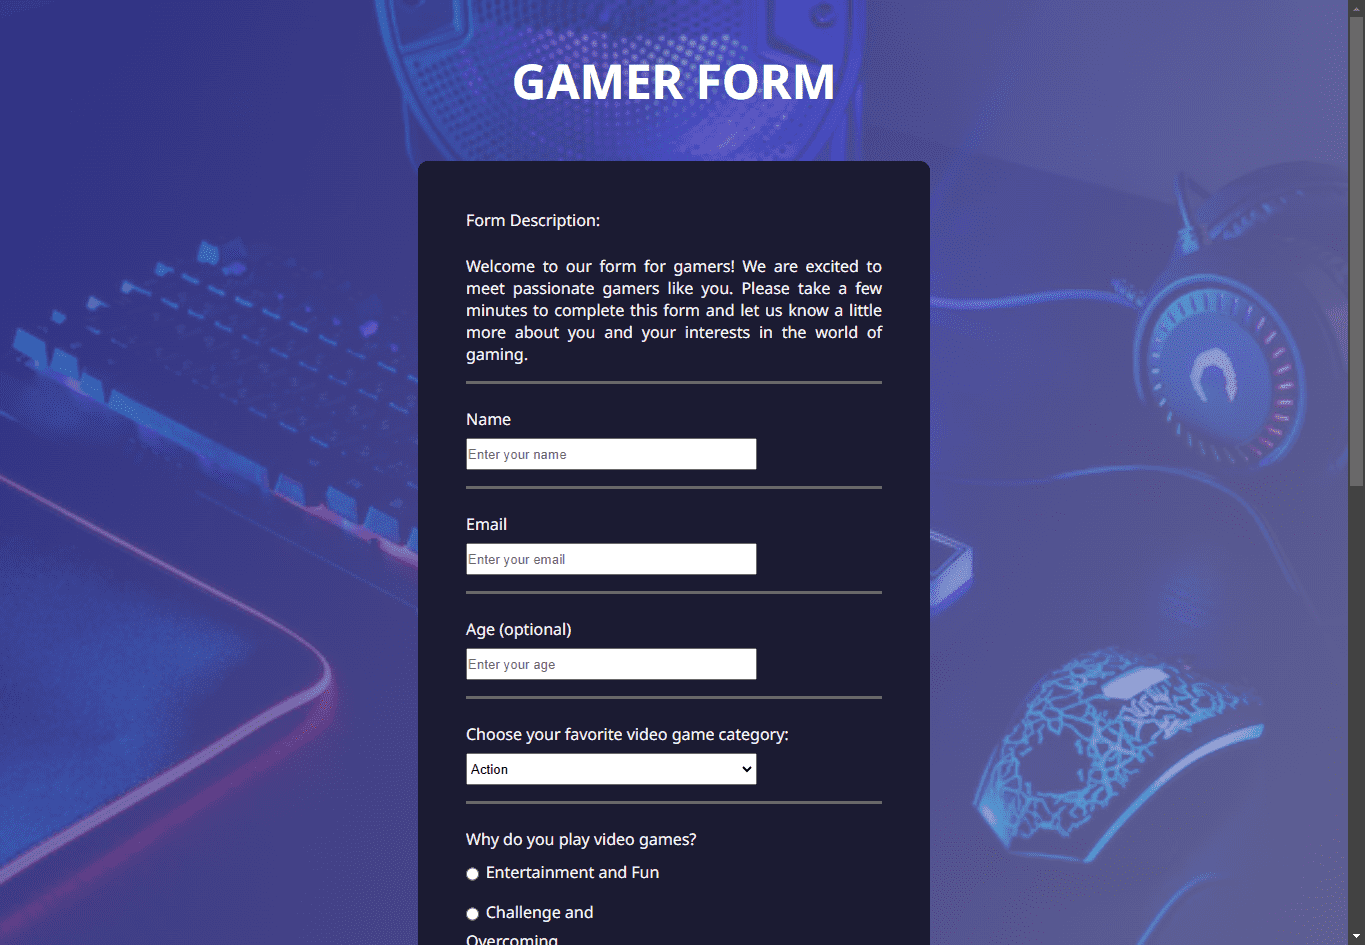 GAMER FORM
Form Description:
Welcome to our form for gamers! We are excited to
meet passionate gamers like you. Please take a few
minutes to complete this form and let us know a little
more about you and your interests in the world of
gaming.
Name
Enter your name
Email
Enter your email
Age (optional)
Enter your age
Choose your favorite video game category:
Action
Why do you play video games?
Entertainment and Fun
Challenge and
Overcoming